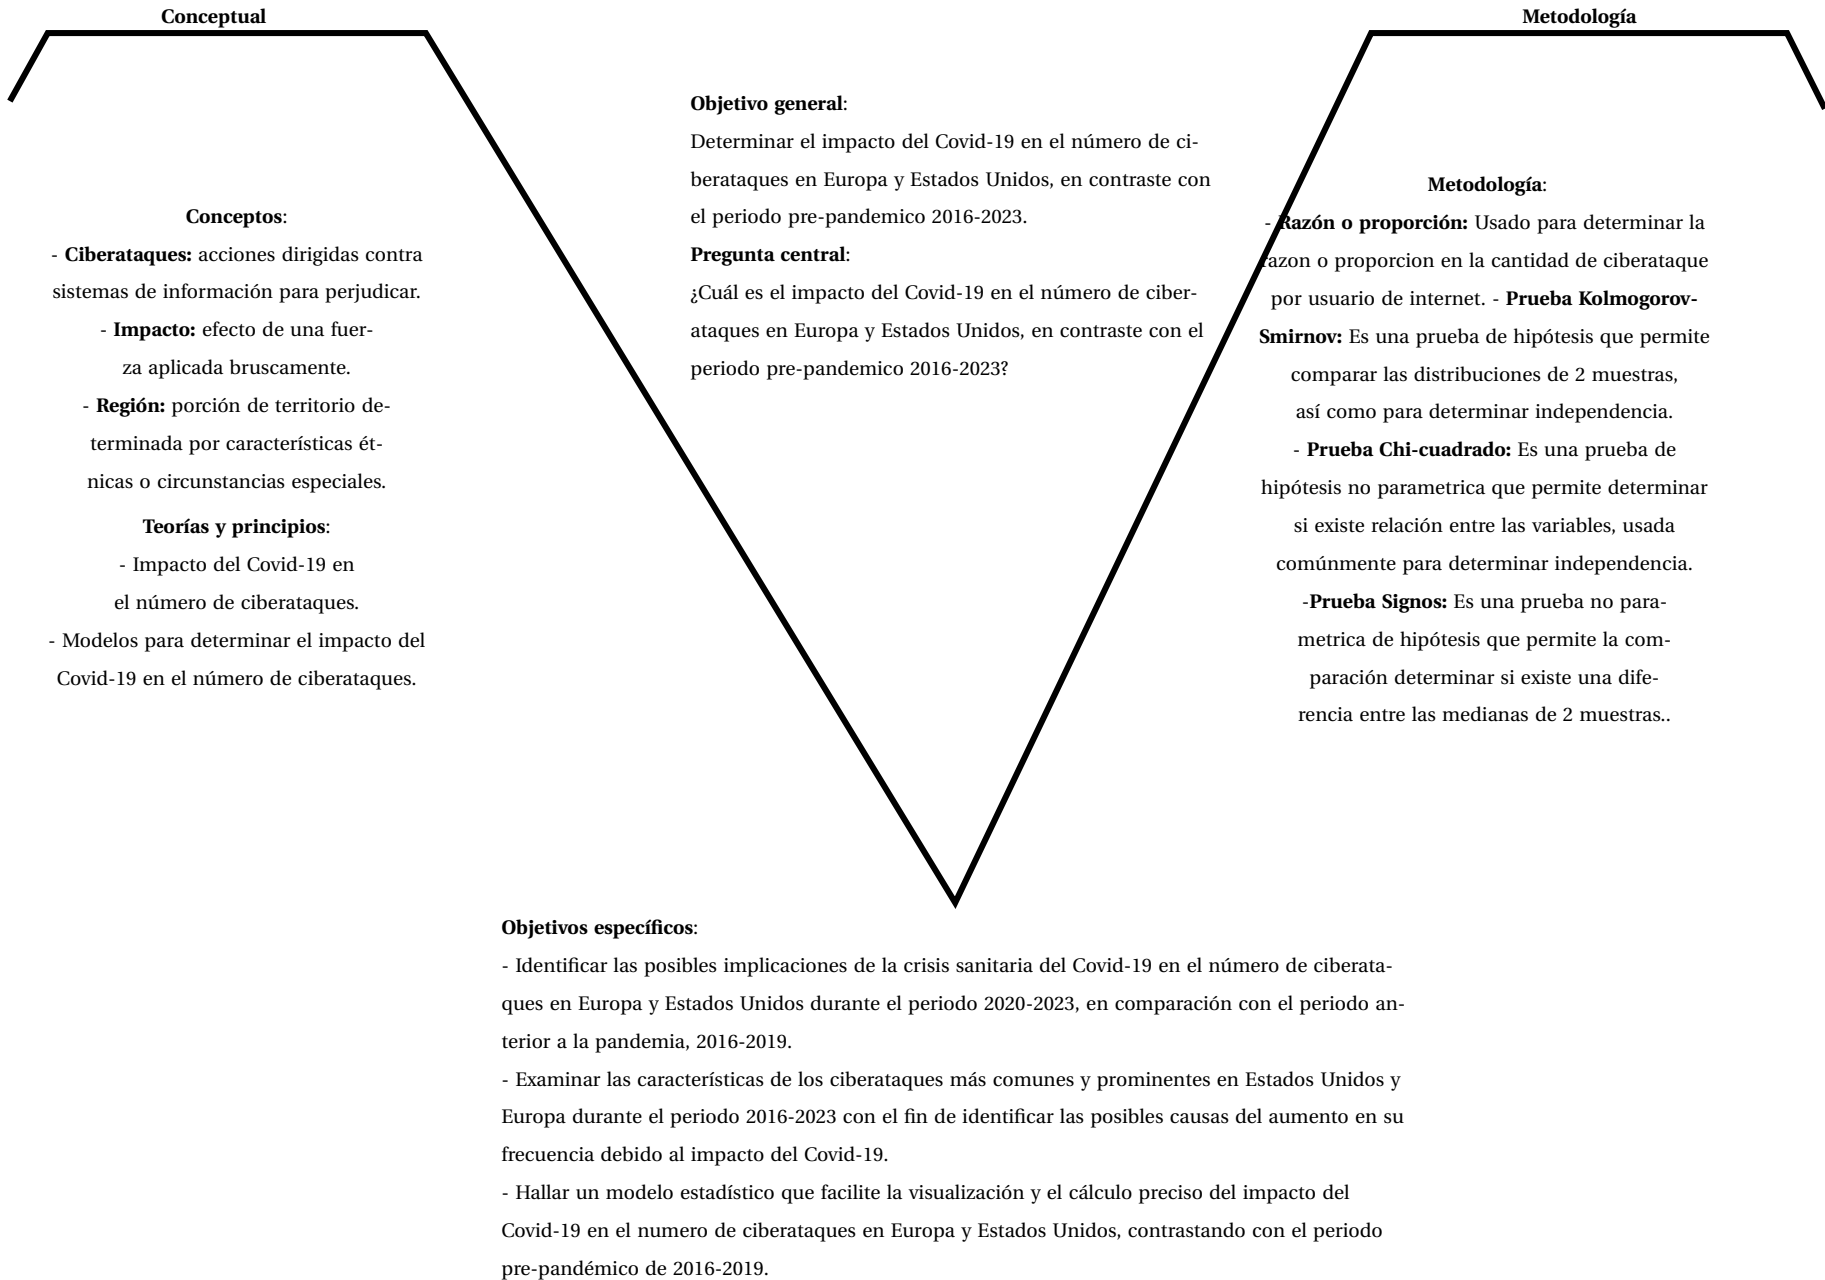 Conceptual
Metodología
Conceptos:
- Ciberataques: acciones dirigidas contra
sistemas de información para perjudicar.
- Impacto: efecto de una fuer-
za aplicada bruscamente.
- Región: porción de territorio de-
terminada por características ét-
nicas o circunstancias especiales.
Teorías y principios:
- Impacto del Covid-19 en
el número de ciberataques.
- Modelos para determinar el impacto del
Covid-19 en el número de ciberataques.
Objetivo general:
Determinar el impacto del Covid-19 en el número de ci-
berataques en Europa y Estados Unidos, en contraste con
el periodo pre-pandemico 2016-2023.
Pregunta central:
¿Cuál es el impacto del Covid-19 en el número de ciber-
ataques en Europa y Estados Unidos, en contraste con el
periodo pre-pandemico 2016-2023?
Metodología:
- Razón o proporción: Usado para determinar la
razon o proporcion en la cantidad de ciberataque
por usuario de internet. - Prueba Kolmogorov-
Smirnov: Es una prueba de hipótesis que permite
comparar las distribuciones de 2 muestras,
así como para determinar independencia.
- Prueba Chi-cuadrado: Es una prueba de
hipótesis no parametrica que permite determinar
si existe relación entre las variables, usada
comúnmente para determinar independencia.
-Prueba Signos: Es una prueba no para-
metrica de hipótesis que permite la com-
paración determinar si existe una dife-
rencia entre las medianas de 2 muestras..
Objetivos específicos:
- Identificar las posibles implicaciones de la crisis sanitaria del Covid-19 en el número de ciberata-
ques en Europa y Estados Unidos durante el periodo 2020-2023, en comparación con el periodo an-
terior a la pandemia, 2016-2019.
- Examinar las características de los ciberataques más comunes y prominentes en Estados Unidos y
Europa durante el periodo 2016-2023 con el fin de identificar las posibles causas del aumento en su
frecuencia debido al impacto del Covid-19.
- Hallar un modelo estadístico que facilite la visualización y el cálculo preciso del impacto del
Covid-19 en el numero de ciberataques en Europa y Estados Unidos, contrastando con el periodo
pre-pandémico de 2016-2019.